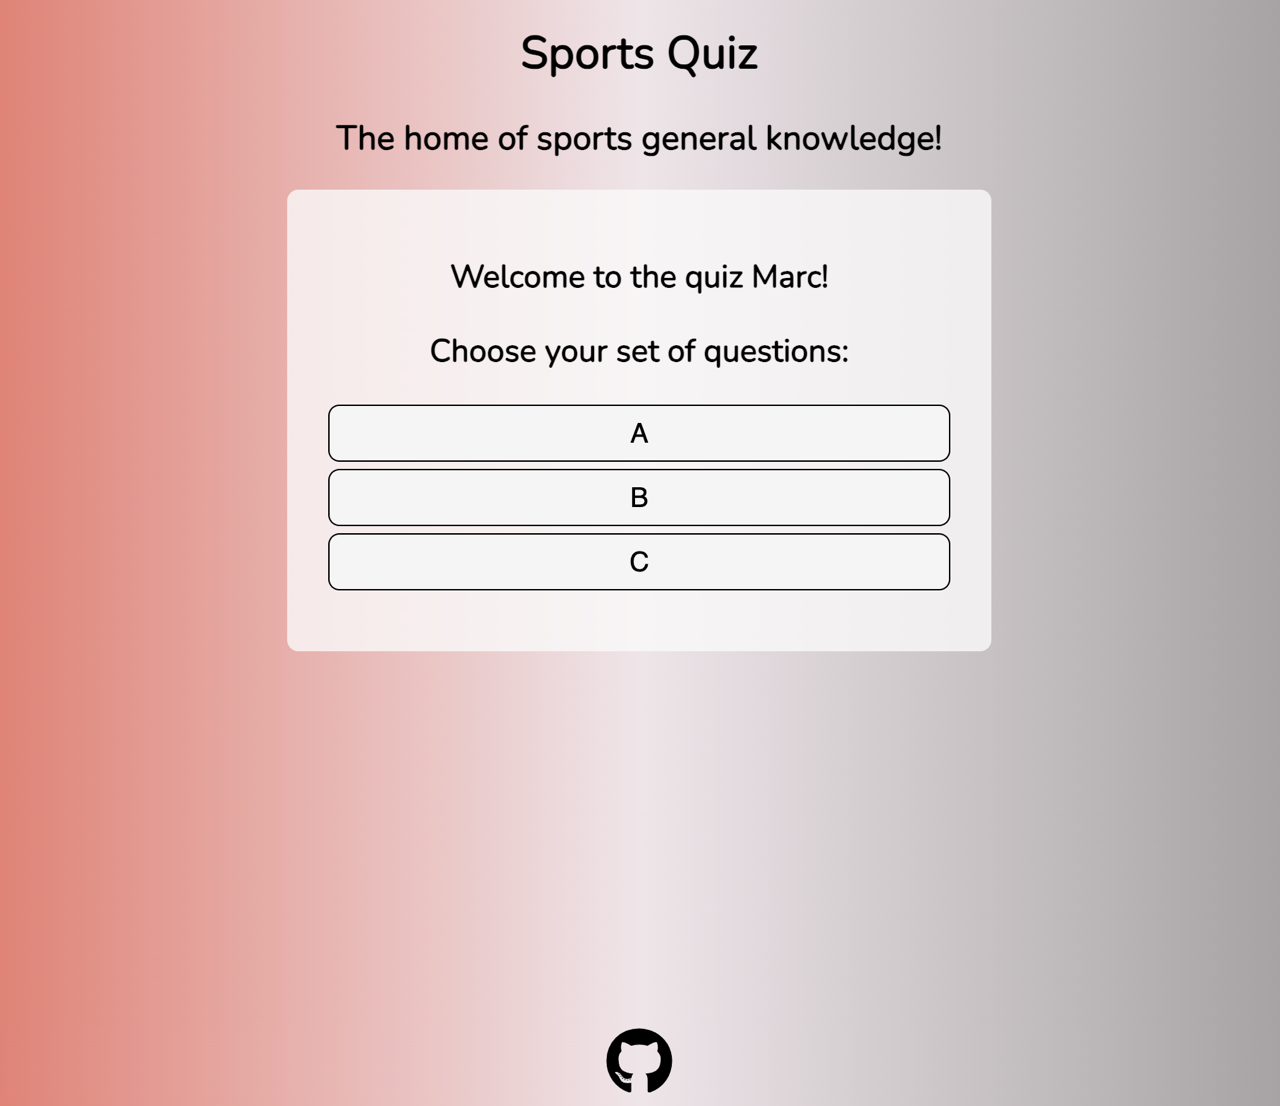 Sports Quiz
The home of sports general knowledge!
Welcome to the quiz Marc!
Choose your set of questions:
A
B
C